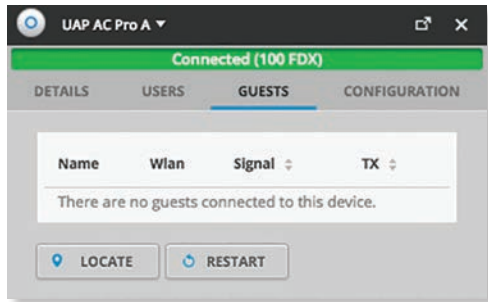 UAP AC Pro A
Connected (100 FDX)
DETAILS USERS GUESTS CONFIGURATION
Name Wlan Signal TX
There are no guests connected to this device.
LOCATE RESTART